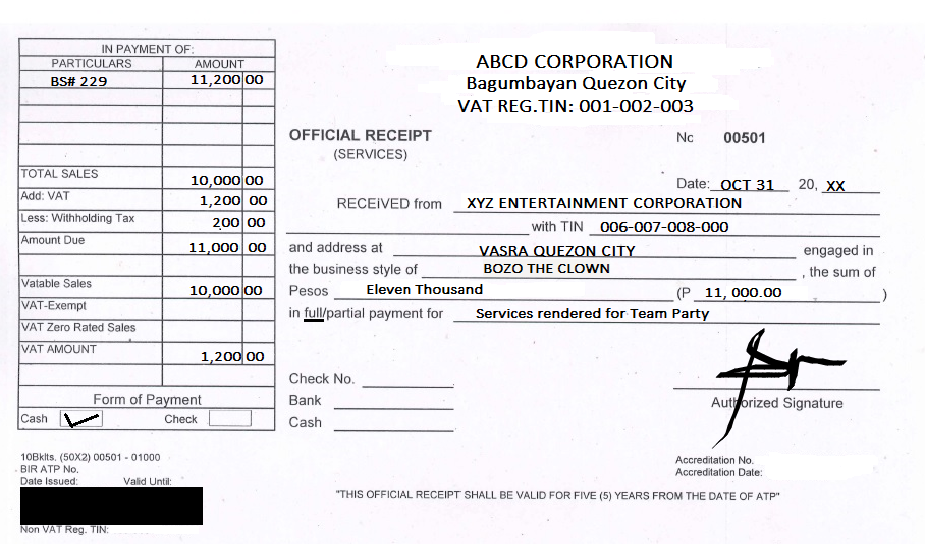 IN PAYMENT OF:
PARTICULARS AMOUNT
BS# 229 11,200 00
TOTAL SALES 10,000 00
Add: VAT 1,200 00
Less: Withholding Tax 200 00
Amount Due 11,000 00
Vatable Sales 10,000 00
VAT-Exempt
VAT Zero Rated Sales
VAT AMOUNT 1,200 00
Form of Payment
Cash Check
10Bklts. (50X2) 00501 - 01000
BIR ATP No.
Date Issued: Valid Until:
Non VAT Reg. TIN:
ABCD CORPORATION
Bagumbayan Quezon City
VAT REG.TIN: 001-002-003
OFFICIAL RECEIPT No 00501
(SERVICES)
Date: OCT 31 20, XX
RECEIVED from XYZ ENTERTAINMENT CORPORATION
with TIN 006-007-008-000
and address at VASRA QUEZON CITY engaged in
the business style of BOZO THE CLOWN , the sum of
Pesos Eleven Thousand (P 11, 000.00 )
in full/partial payment for Services rendered for Team Party
Check No.
Bank
Cash
Authorized Signature
Accreditation No.
Accreditation Date:
"THIS OFFICIAL RECEIPT SHALL BE VALID FOR FIVE (5) YEARS FROM THE DATE OF ATP"